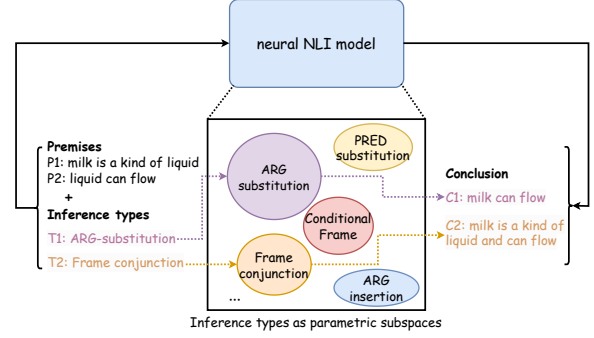 neural NLI model
Premises
P1: milk is a kind of liquid
P2: liquid can flow
+
Inference types
T1: ARG-substitution
T2: Frame conjunction
ARG
substitution
PRED
substitution
Conditional
Frame
Frame
conjunction
ARG
insertion
...
Conclusion
C1: milk can flow
C2: milk is a kind of
liquid and can flow
Inference types as parametric subspaces